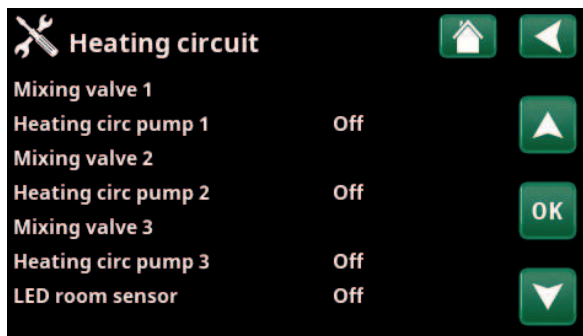 Heating circuit
Mixing valve 1
Heating circ pump 1 Off
Mixing valve 2
Heating circ pump 2 Off
OK
Mixing valve 3
Heating circ pump 3 Off
LED room sensor Off